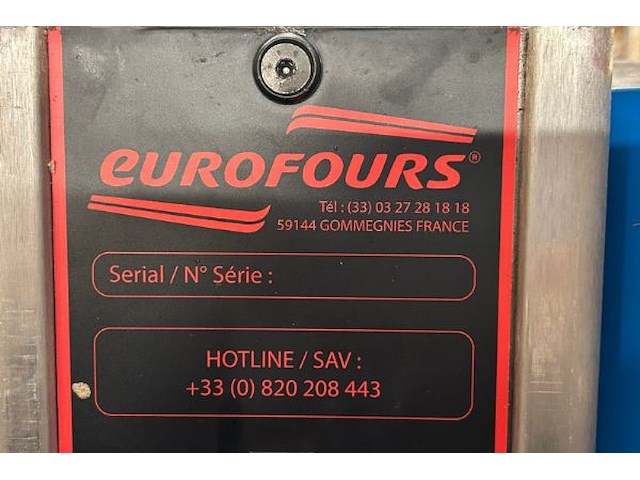 eUROFOURS®
Tél : (33) 03 27 28 18 18
59144 GOMMEGNIES FRANCE
Serial / N° Série :
HOTLINE / SAV :
+33 (0) 820 208 443